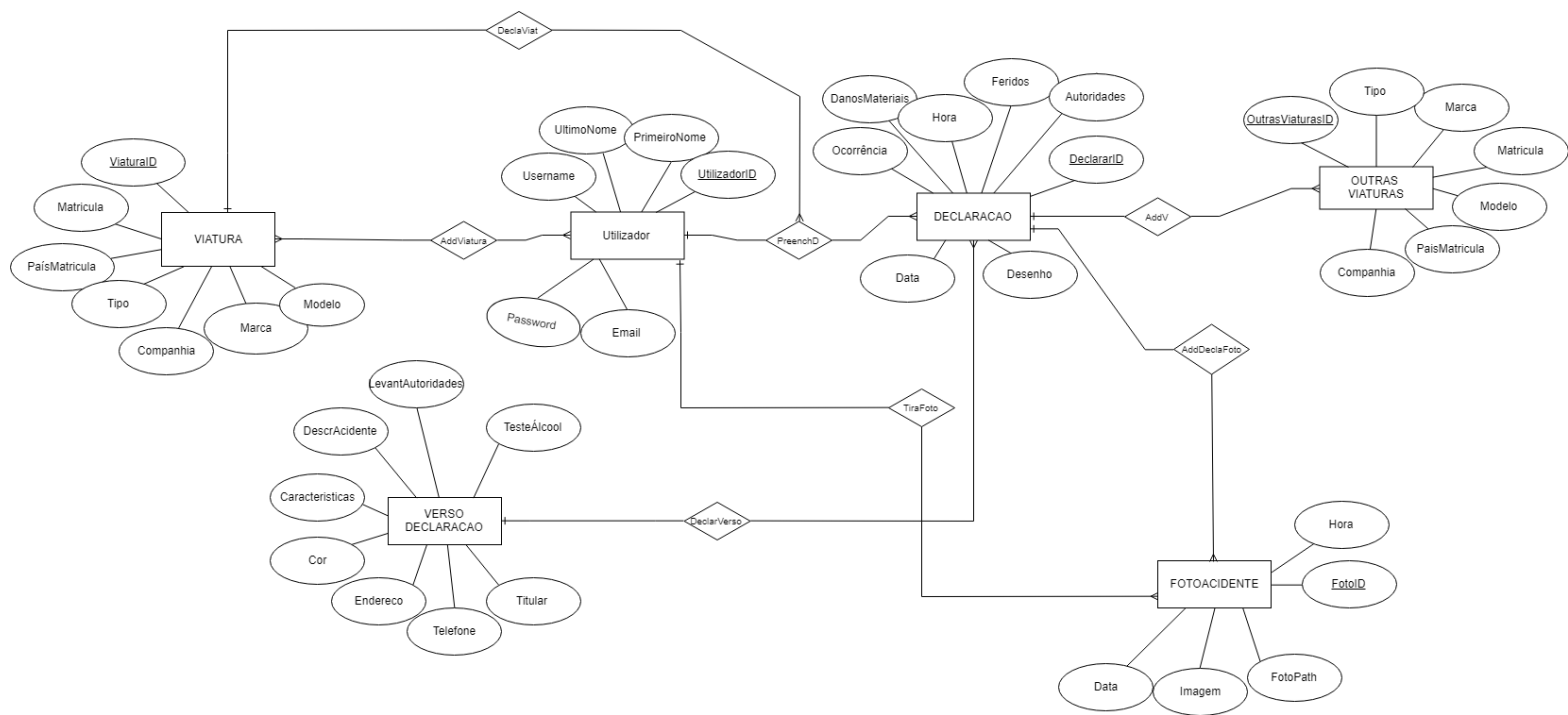 DeclaViat
Feridos
DanosMateriais
Autoridades
Hora
Tipo
Marca
OutrasViaturasID
UltimoNome
PrimeiroNome
Ocorrência
DeclararID
Matricula
ViaturaID
Username
UtilizadorID
OUTRAS
VIATURAS
Matricula
DECLARACAO
AddV
Modelo
VIATURA
AddViatura
Utilizador
PreenchD
PaisMatricula
PaísMatricula
Data
Desenho
Companhia
Tipo
Modelo
Marca
Password
Email
Companhia
AddDeclaFoto
LevantAutoridades
TiraFoto
DescrAcidente
TesteÁlcool
Caracteristicas
VERSO
DECLARACAO
DeclarVerso
Hora
Cor
FOTOACIDENTE
FotoID
Endereco
Titular
Telefone
FotoPath
Data
Imagem